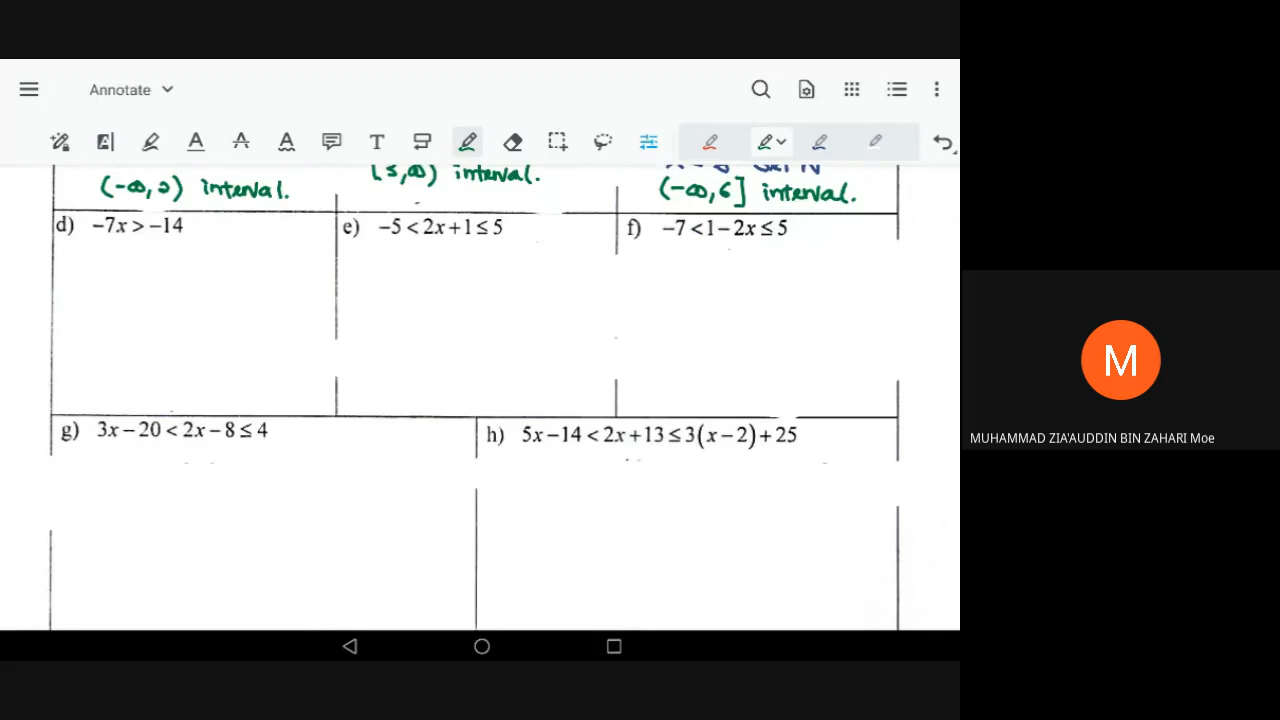 Annotate
(-∞, 2) interval.
(5,∞) interval.
(-∞,6] interval.
d) −7x > −14
e) −5 < 2x+1 ≤ 5
f) −7 < 1−2x ≤ 5
g) 3x−20 < 2x−8 ≤ 4
h) 5x−14 < 2x+13 ≤ 3(x−2)+25
M
MUHAMMAD ZIA'AUDDIN BIN ZAHARI Moe